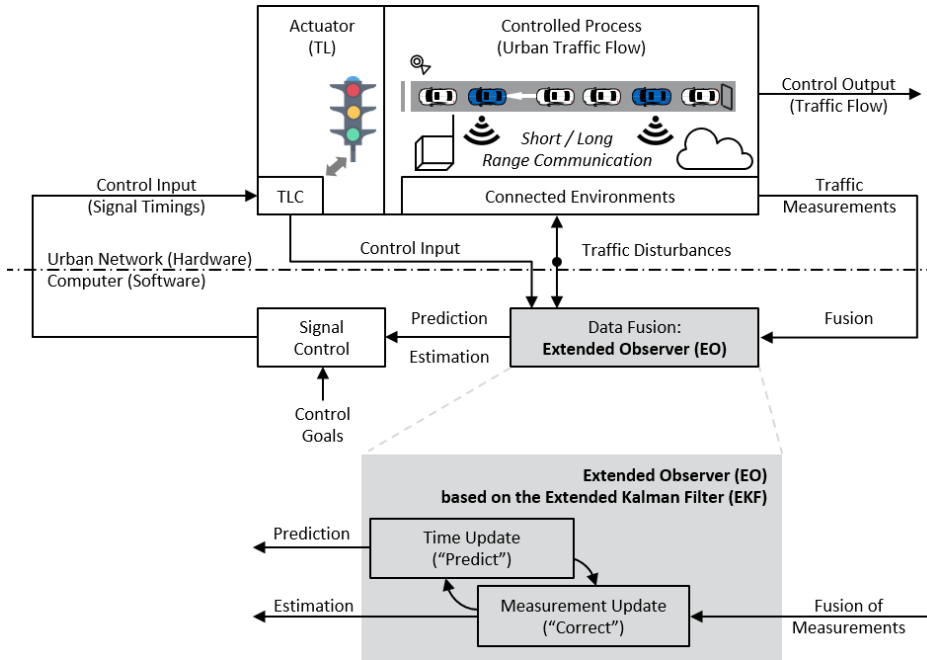 Actuator
(TL)
Controlled Process
(Urban Traffic Flow)
Control Output
(Traffic Flow)
Short / Long
Range Communication
Control Input
(Signal Timings)
TLC
Connected Environments
Traffic
Measurements
Control Input
Traffic Disturbances
Urban Network (Hardware)
Computer (Software)
Signal
Control
Prediction
Estimation
Data Fusion:
Extended Observer (EO)
Fusion
Control
Goals
Extended Observer (EO)
based on the Extended Kalman Filter (EKF)
Prediction
Time Update
(“Predict”)
Estimation
Measurement Update
(“Correct”)
Fusion of
Measurements